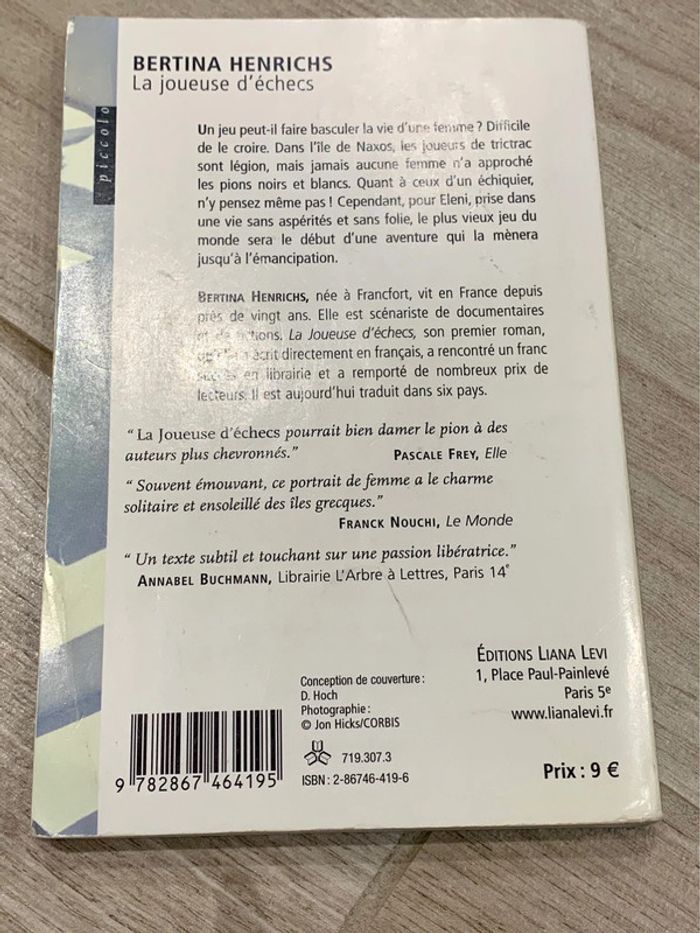 BERTINA HENRICHS
La joueuse d'échecs
piccolo
Un jeu peut-il faire basculer la vie d'une femme ? Difficile
de le croire. Dans l'île de Naxos, les joueurs de trictrac
sont légion, mais jamais aucune femme n'a approché
les pions noirs et blancs. Quant à ceux d'un échiquier,
n'y pensez même pas ! Cependant, pour Eleni, prise dans
une vie sans aspérités et sans folie, le plus vieux jeu du
monde sera le début d'une aventure qui la mènera
jusqu'à l'émancipation.
BERTINA HENRICHS, née à Francfort, vit en France depuis
près de vingt ans. Elle est scénariste de documentaires
et de fictions. La Joueuse d'échecs, son premier roman,
écrit directement en français, a rencontré un franc
succès en librairie et a remporté de nombreux prix de
lecteurs. Il est aujourd'hui traduit dans six pays.
“ La Joueuse d'échecs pourrait bien damer le pion à des
auteurs plus chevronnés.”
PASCALE FREY, Elle
“ Souvent émouvant, ce portrait de femme a le charme
solitaire et ensoleillé des îles grecques.”
FRANCK NOUCHI, Le Monde
“ Un texte subtil et touchant sur une passion libératrice.”
ANNABEL BUCHMANN, Librairie L'Arbre à Lettres, Paris 14e
ÉDITIONS LIANA LEVI
1, Place Paul-Painlevé
Paris 5e
www.lianalevi.fr
Conception de couverture :
D. Hoch
Photographie :
© Jon Hicks/CORBIS
719.307.3
ISBN : 2-86746-419-6
9 782867 464195
Prix : 9 €